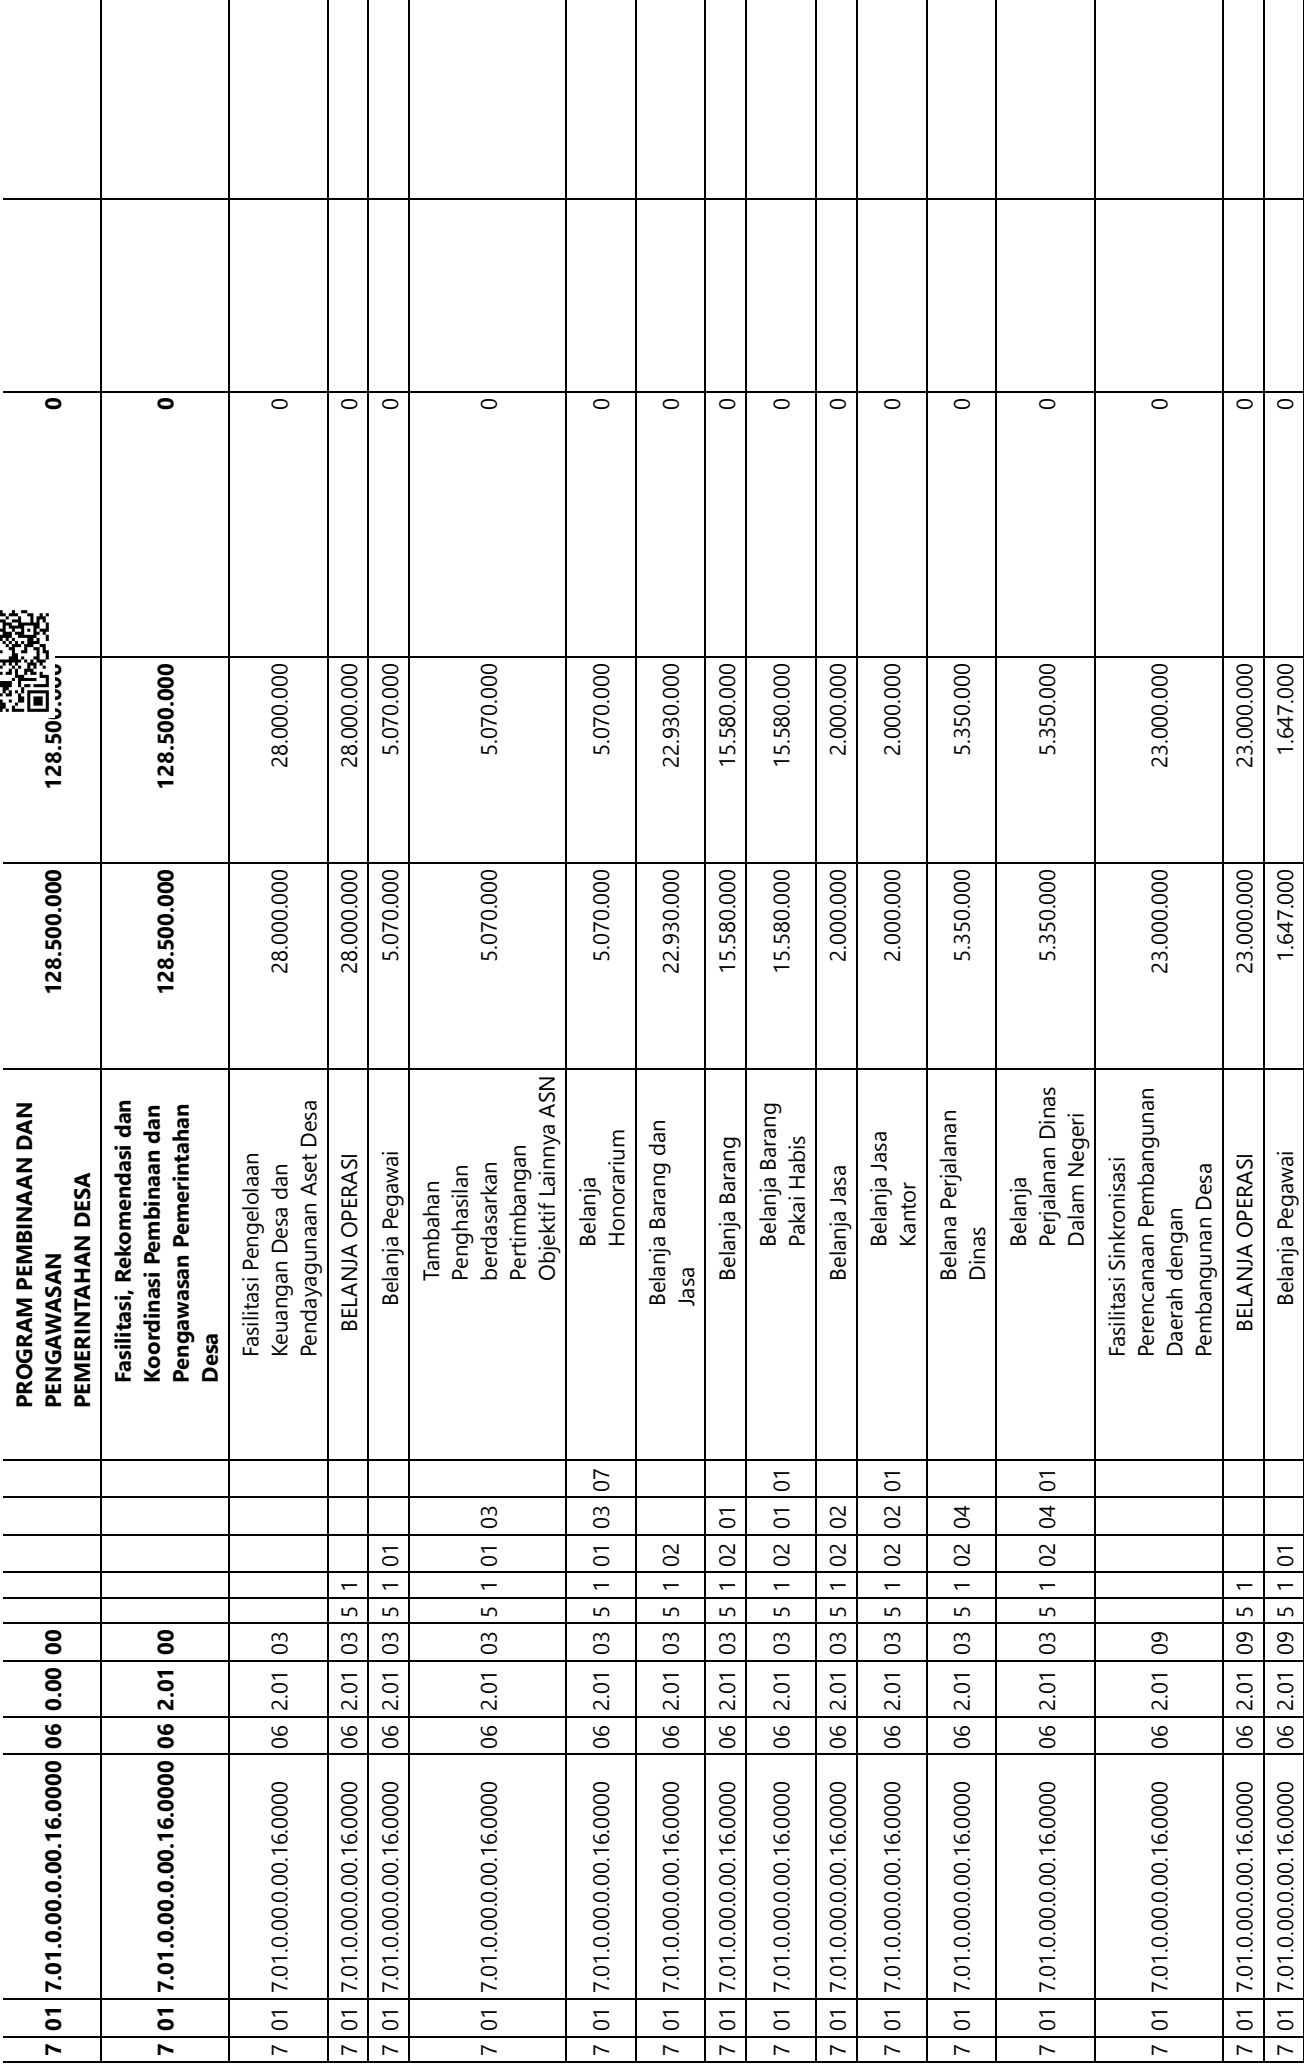 7 01 7.01.0.00.0.00.16.0000 06 0.00 00 PROGRAM PEMBINAAN DAN
PENGAWASAN
PEMERINTAHAN DESA 128.500.000 128.500.000 0
7 01 7.01.0.00.0.00.16.0000 06 2.01 00 Fasilitasi, Rekomendasi dan
Koordinasi Pembinaan dan
Pengawasan Pemerintahan
Desa 128.500.000 128.500.000 0
7 01 7.01.0.00.0.00.16.0000 06 2.01 03 Fasilitasi Pengelolaan
Keuangan Desa dan
Pendayagunaan Aset Desa 28.000.000 28.000.000 0
7 01 7.01.0.00.0.00.16.0000 06 2.01 03 5 1 BELANJA OPERASI 28.000.000 28.000.000 0
7 01 7.01.0.00.0.00.16.0000 06 2.01 03 5 1 01 Belanja Pegawai 5.070.000 5.070.000 0
7 01 7.01.0.00.0.00.16.0000 06 2.01 03 5 1 01 03 Tambahan
Penghasilan
berdasarkan
Pertimbangan
Objektif Lainnya ASN 5.070.000 5.070.000 0
7 01 7.01.0.00.0.00.16.0000 06 2.01 03 5 1 01 03 07 Belanja
Honorarium 5.070.000 5.070.000 0
7 01 7.01.0.00.0.00.16.0000 06 2.01 03 5 1 02 Belanja Barang dan
Jasa 22.930.000 22.930.000 0
7 01 7.01.0.00.0.00.16.0000 06 2.01 03 5 1 02 01 Belanja Barang 15.580.000 15.580.000 0
7 01 7.01.0.00.0.00.16.0000 06 2.01 03 5 1 02 01 01 Belanja Barang
Pakai Habis 15.580.000 15.580.000 0
7 01 7.01.0.00.0.00.16.0000 06 2.01 03 5 1 02 02 Belanja Jasa 2.000.000 2.000.000 0
7 01 7.01.0.00.0.00.16.0000 06 2.01 03 5 1 02 02 01 Belanja Jasa
Kantor 2.000.000 2.000.000 0
7 01 7.01.0.00.0.00.16.0000 06 2.01 03 5 1 02 04 Belana Perjalanan
Dinas 5.350.000 5.350.000 0
7 01 7.01.0.00.0.00.16.0000 06 2.01 03 5 1 02 04 01 Belanja
Perjalanan Dinas
Dalam Negeri 5.350.000 5.350.000 0
7 01 7.01.0.00.0.00.16.0000 06 2.01 09 Fasilitasi Sinkronisasi
Perencanaan Pembangunan
Daerah dengan
Pembangunan Desa 23.000.000 23.000.000 0
7 01 7.01.0.00.0.00.16.0000 06 2.01 09 5 1 BELANJA OPERASI 23.000.000 23.000.000 0
7 01 7.01.0.00.0.00.16.0000 06 2.01 09 5 1 01 Belanja Pegawai 1.647.000 1.647.000 0